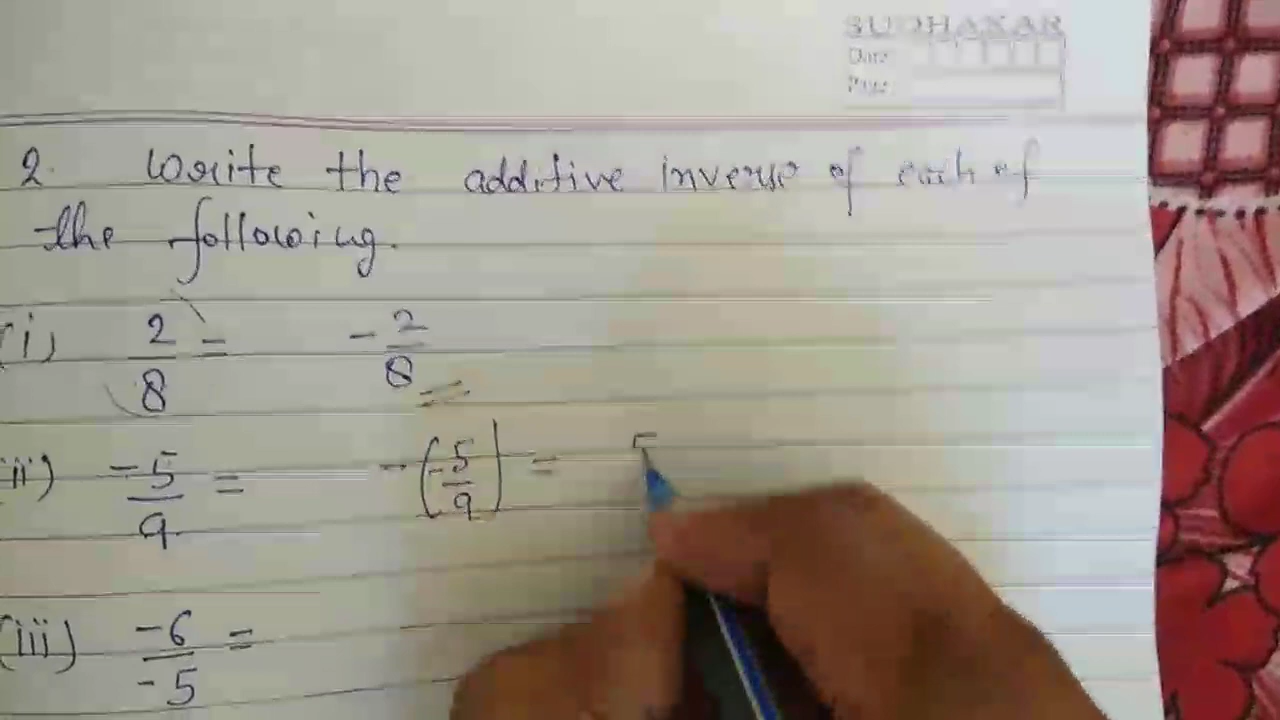 SUDHAKAR
Date
Page
2. Write the additive inverse of each of
the following.
(i) 2/8 = -2/8
(ii) -5/9 = -(-5/9) = 5
(iii) -6/-5 =